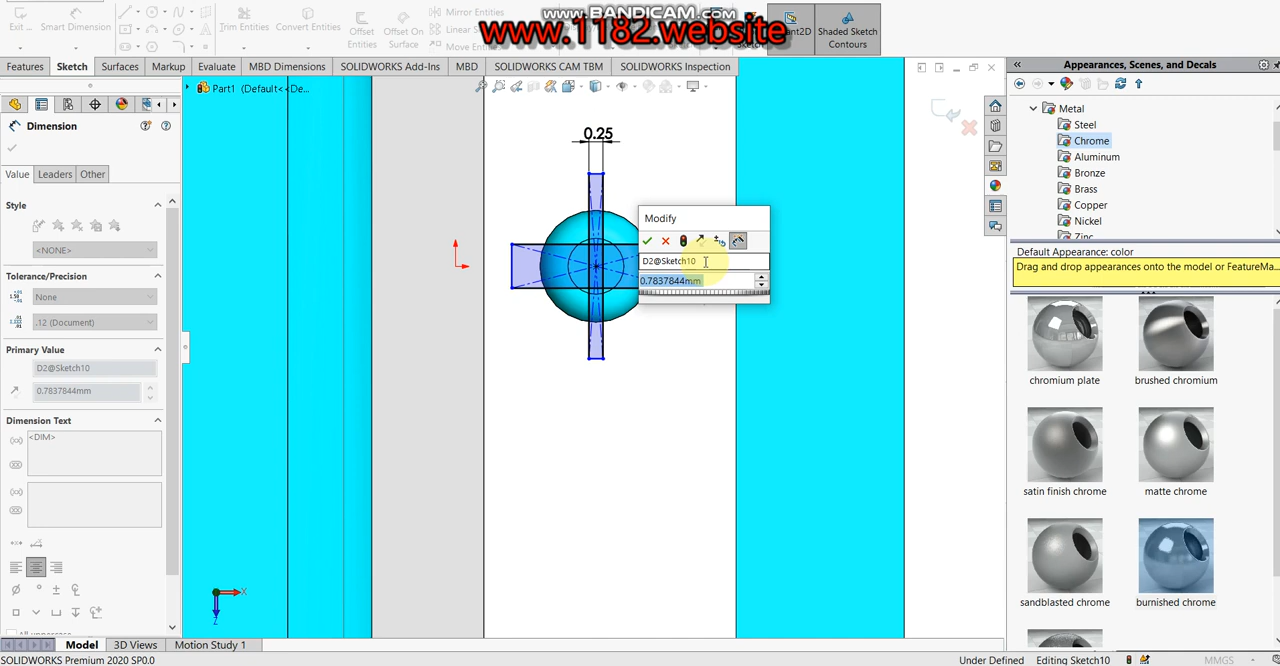 www.BANDICAM.com
www.1182.website
Exit...
Smart Dimension
Trim Entities
Convert Entities
Offset Entities
Offset On Surface
Mirror Entities
Linear
Move Entities
Instant2D
Shaded Sketch Contours
Features
Sketch
Surfaces
Markup
Evaluate
MBD Dimensions
SOLIDWORKS Add-Ins
MBD
SOLIDWORKS CAM TBM
SOLIDWORKS Inspection
Part1 (Default<<De...
Dimension
Value
Leaders
Other
Style
<NONE>
Tolerance/Precision
None
.12 (Document)
Primary Value
D2@Sketch10
0.7837844mm
Dimension Text
<DIM>
0.25
Modify
D2@Sketch10
0.7837844mm
X
Z
Appearances, Scenes, and Decals
Metal
Steel
Chrome
Aluminum
Bronze
Brass
Copper
Nickel
Zinc
Default Appearance: color
Drag and drop appearances onto the model or FeatureMa...
chromium plate
brushed chromium
satin finish chrome
matte chrome
sandblasted chrome
burnished chrome
Model
3D Views
Motion Study 1
SOLIDWORKS Premium 2020 SP0.0
Under Defined
Editing Sketch10
MMGS